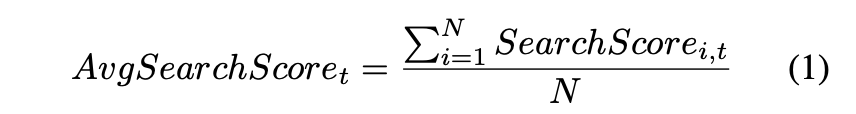 AvgSearchScore_t = \frac{\sum_{i=1}^{N} SearchScore_{i,t}}{N} (1)